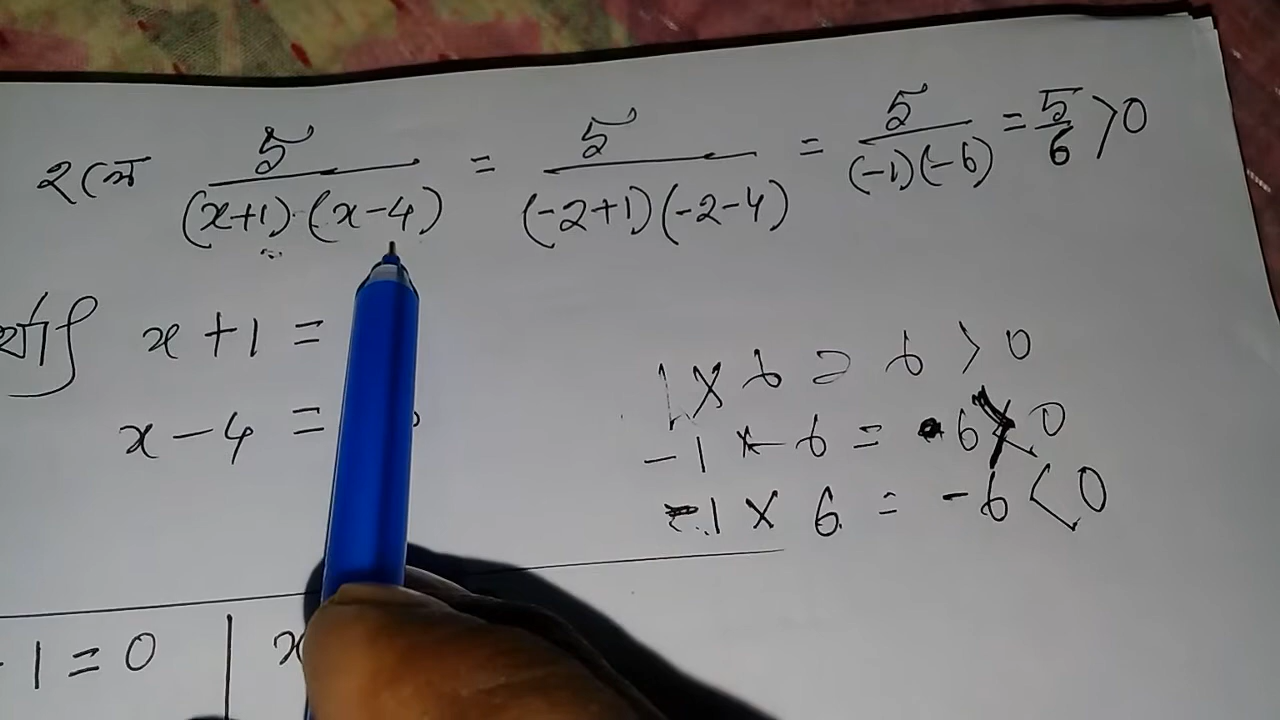 5/((x+1)·(x-4)) = 5/((-2+1)(-2-4)) = 5/((-1)(-6)) = 5/6 > 0
x + 1 =
x - 4 =
1 × 6 = 6 > 0
-1 × -6 = 6 0
-1 × 6 = -6 < 0
1 = 0 | x